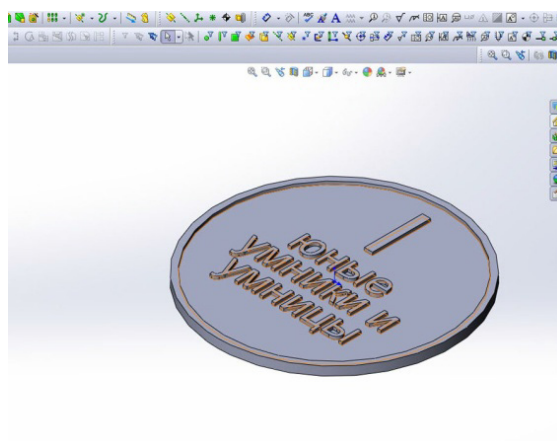 I
юные
умники и
умницы